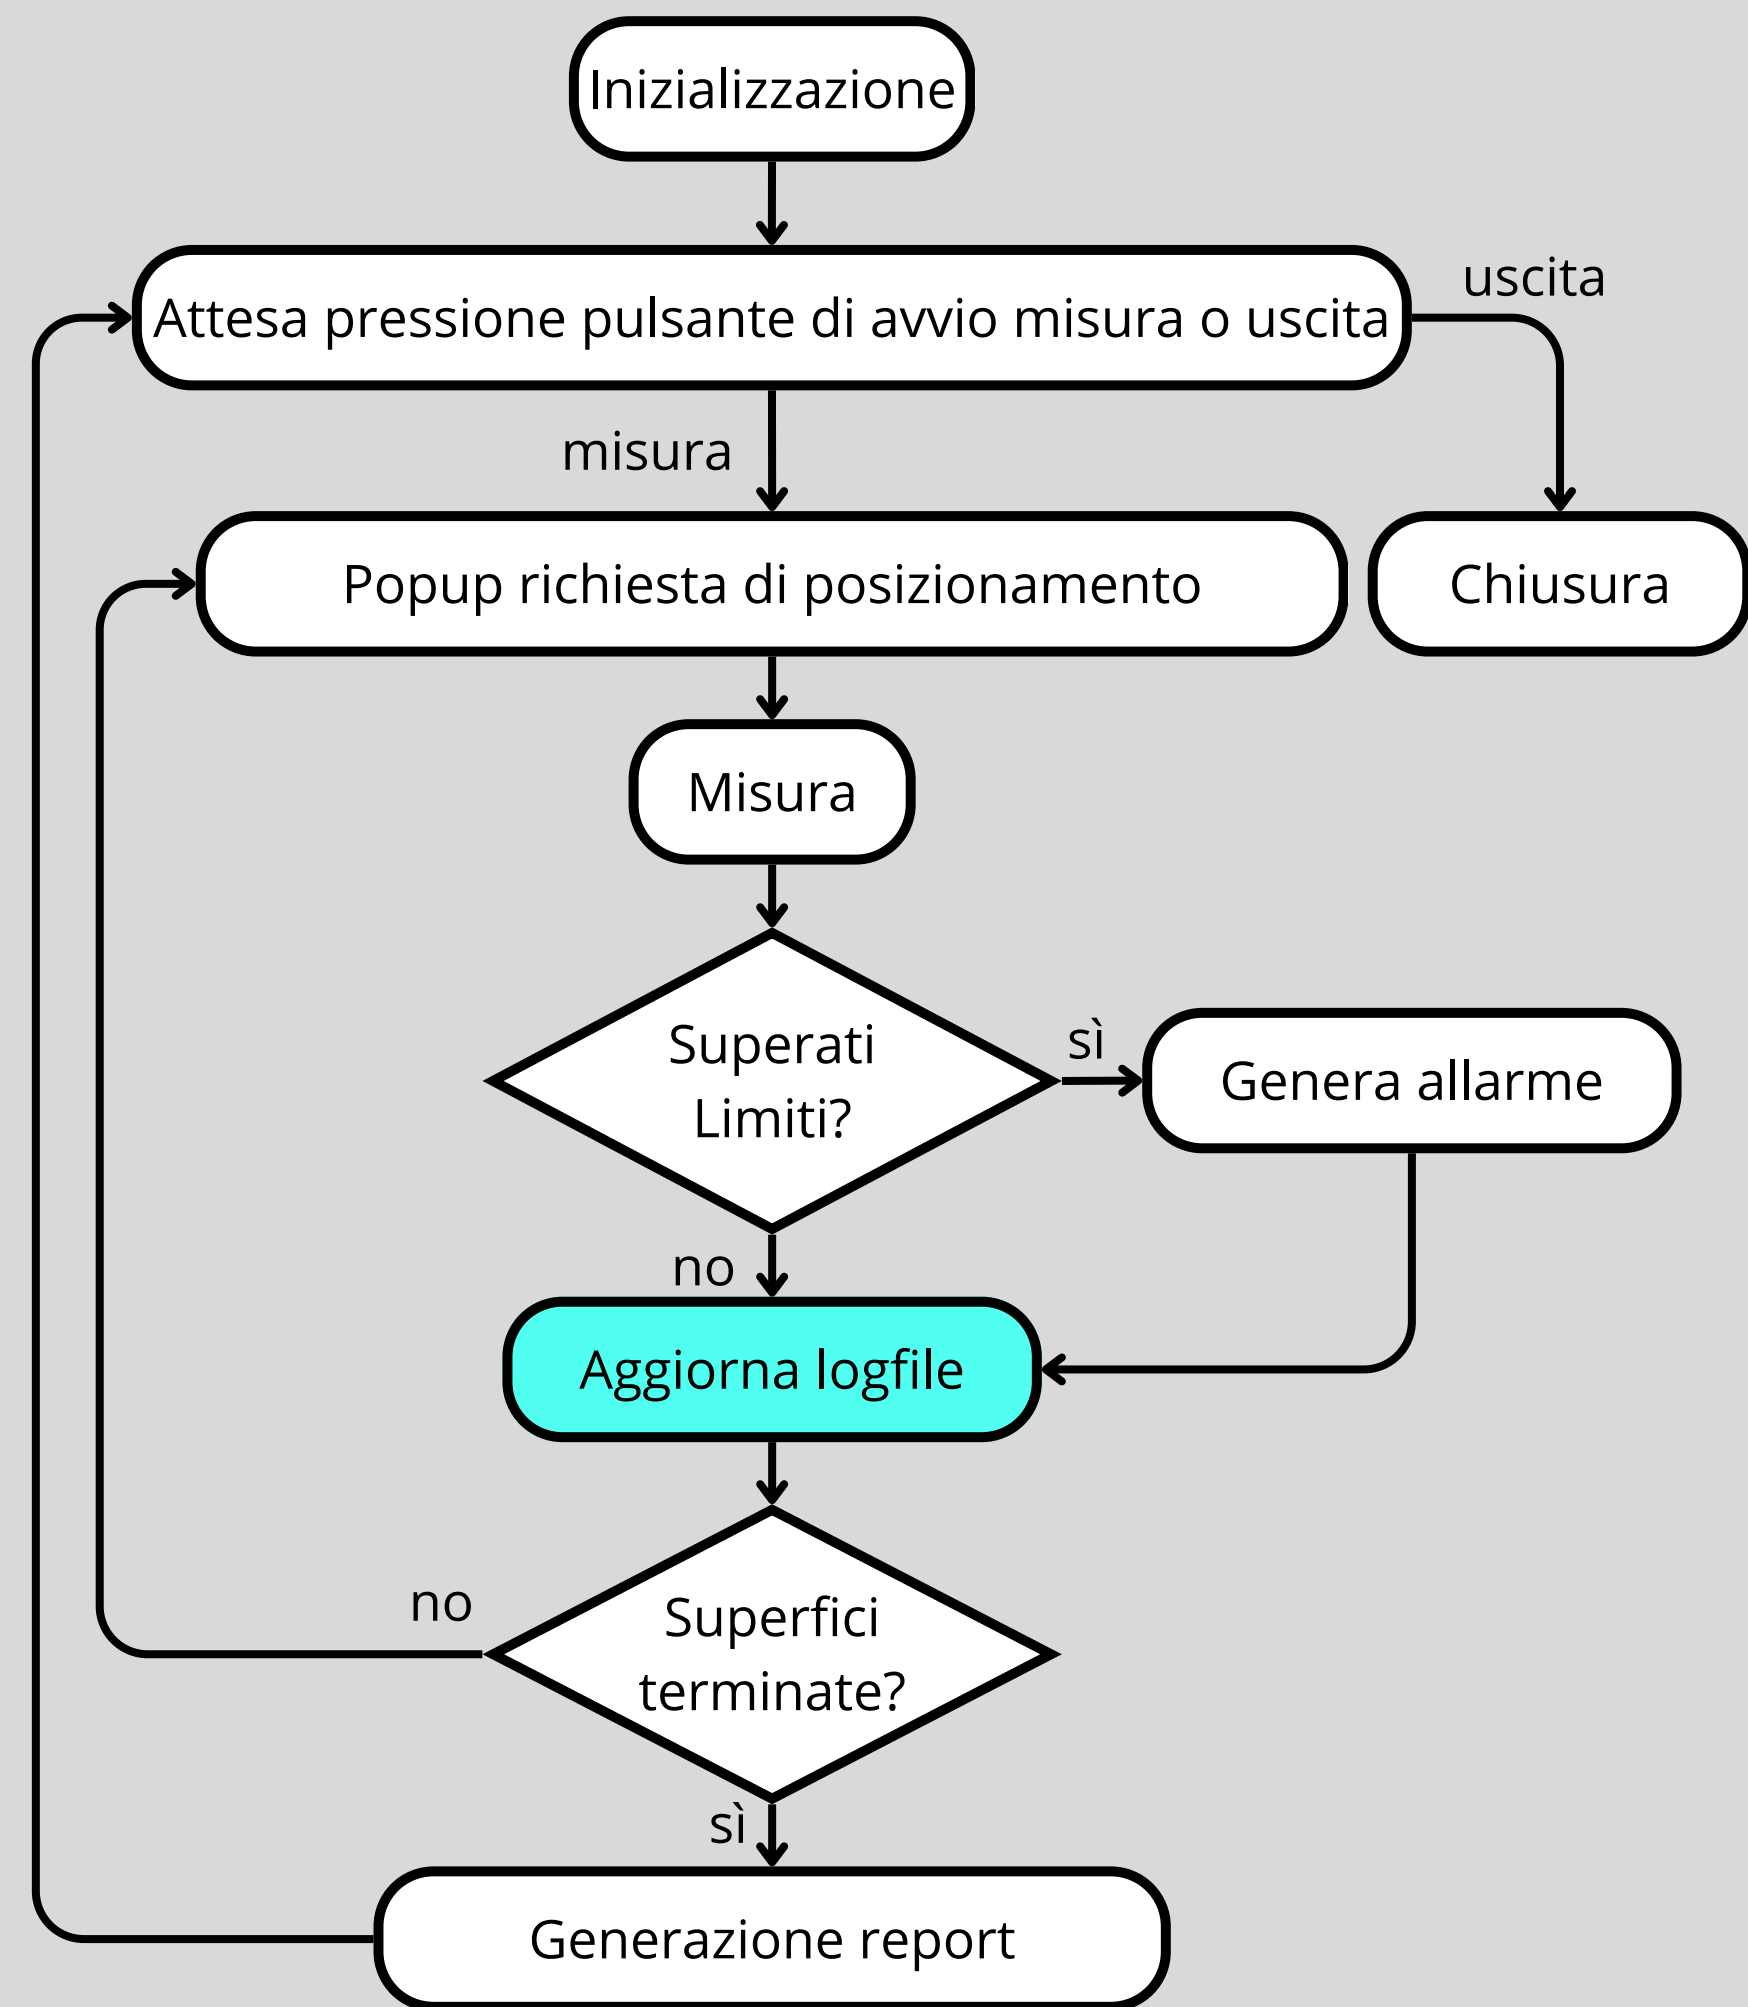 Inizializzazione
Attesa pressione pulsante di avvio misura o uscita
uscita
misura
Popup richiesta di posizionamento
Chiusura
Misura
Superati
Limiti?
sì
Genera allarme
no
Aggiorna logfile
no
Superfici
terminate?
sì
Generazione report